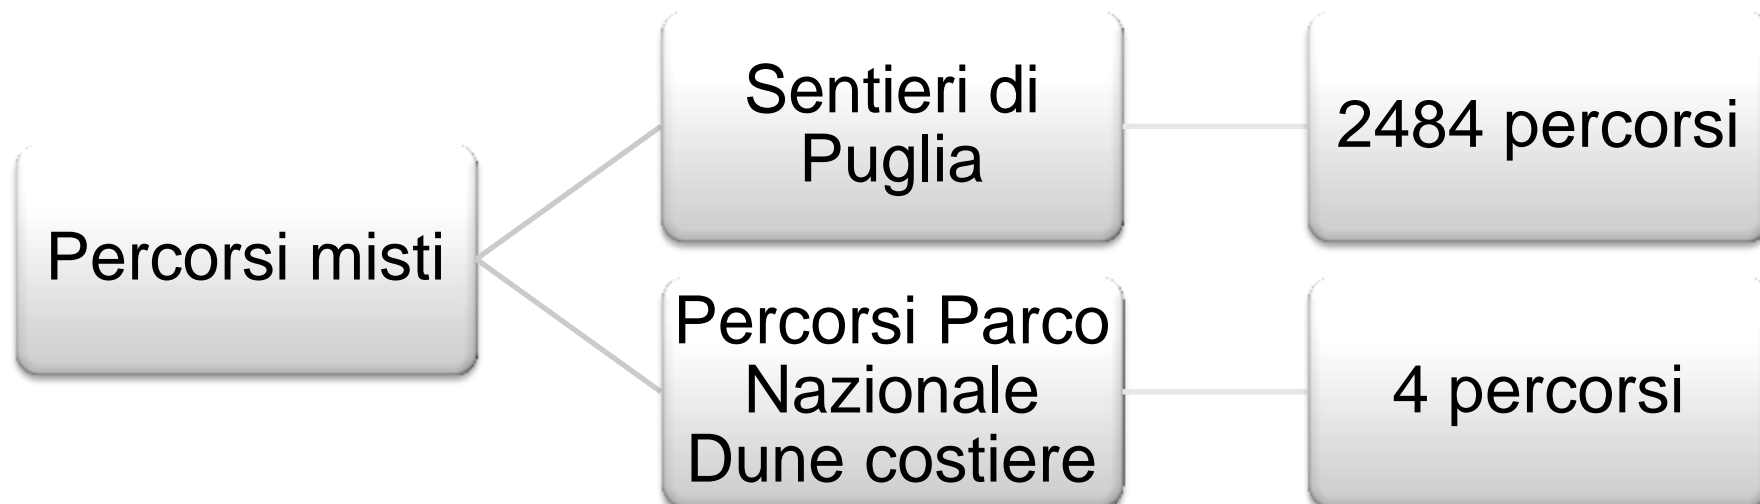 Percorsi misti
Sentieri di
Puglia
2484 percorsi
Percorsi Parco
Nazionale
Dune costiere
4 percorsi